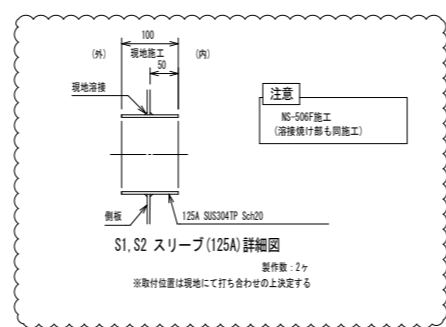 100
(外) 現地施工 (内)
50
現地溶接
注意
NS-506F施工
(溶接焼け部も同施工)
側板
125A SUS304TP Sch20
S1,S2 スリーブ(125A)詳細図
製作数:2ヶ
※取付位置は現地にて打ち合わせの上決定する